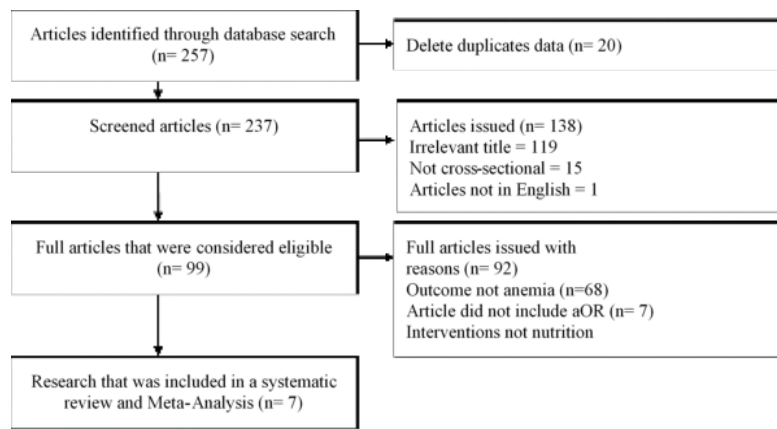 Articles identified through database search
(n= 257)
Delete duplicates data (n= 20)
Screened articles (n= 237)
Articles issued (n= 138)
Irrelevant title = 119
Not cross-sectional = 15
Articles not in English = 1
Full articles that were considered eligible
(n= 99)
Full articles issued with
reasons (n= 92)
Outcome not anemia (n=68)
Article did not include aOR (n= 7)
Interventions not nutrition
Research that was included in a systematic
review and Meta-Analysis (n= 7)